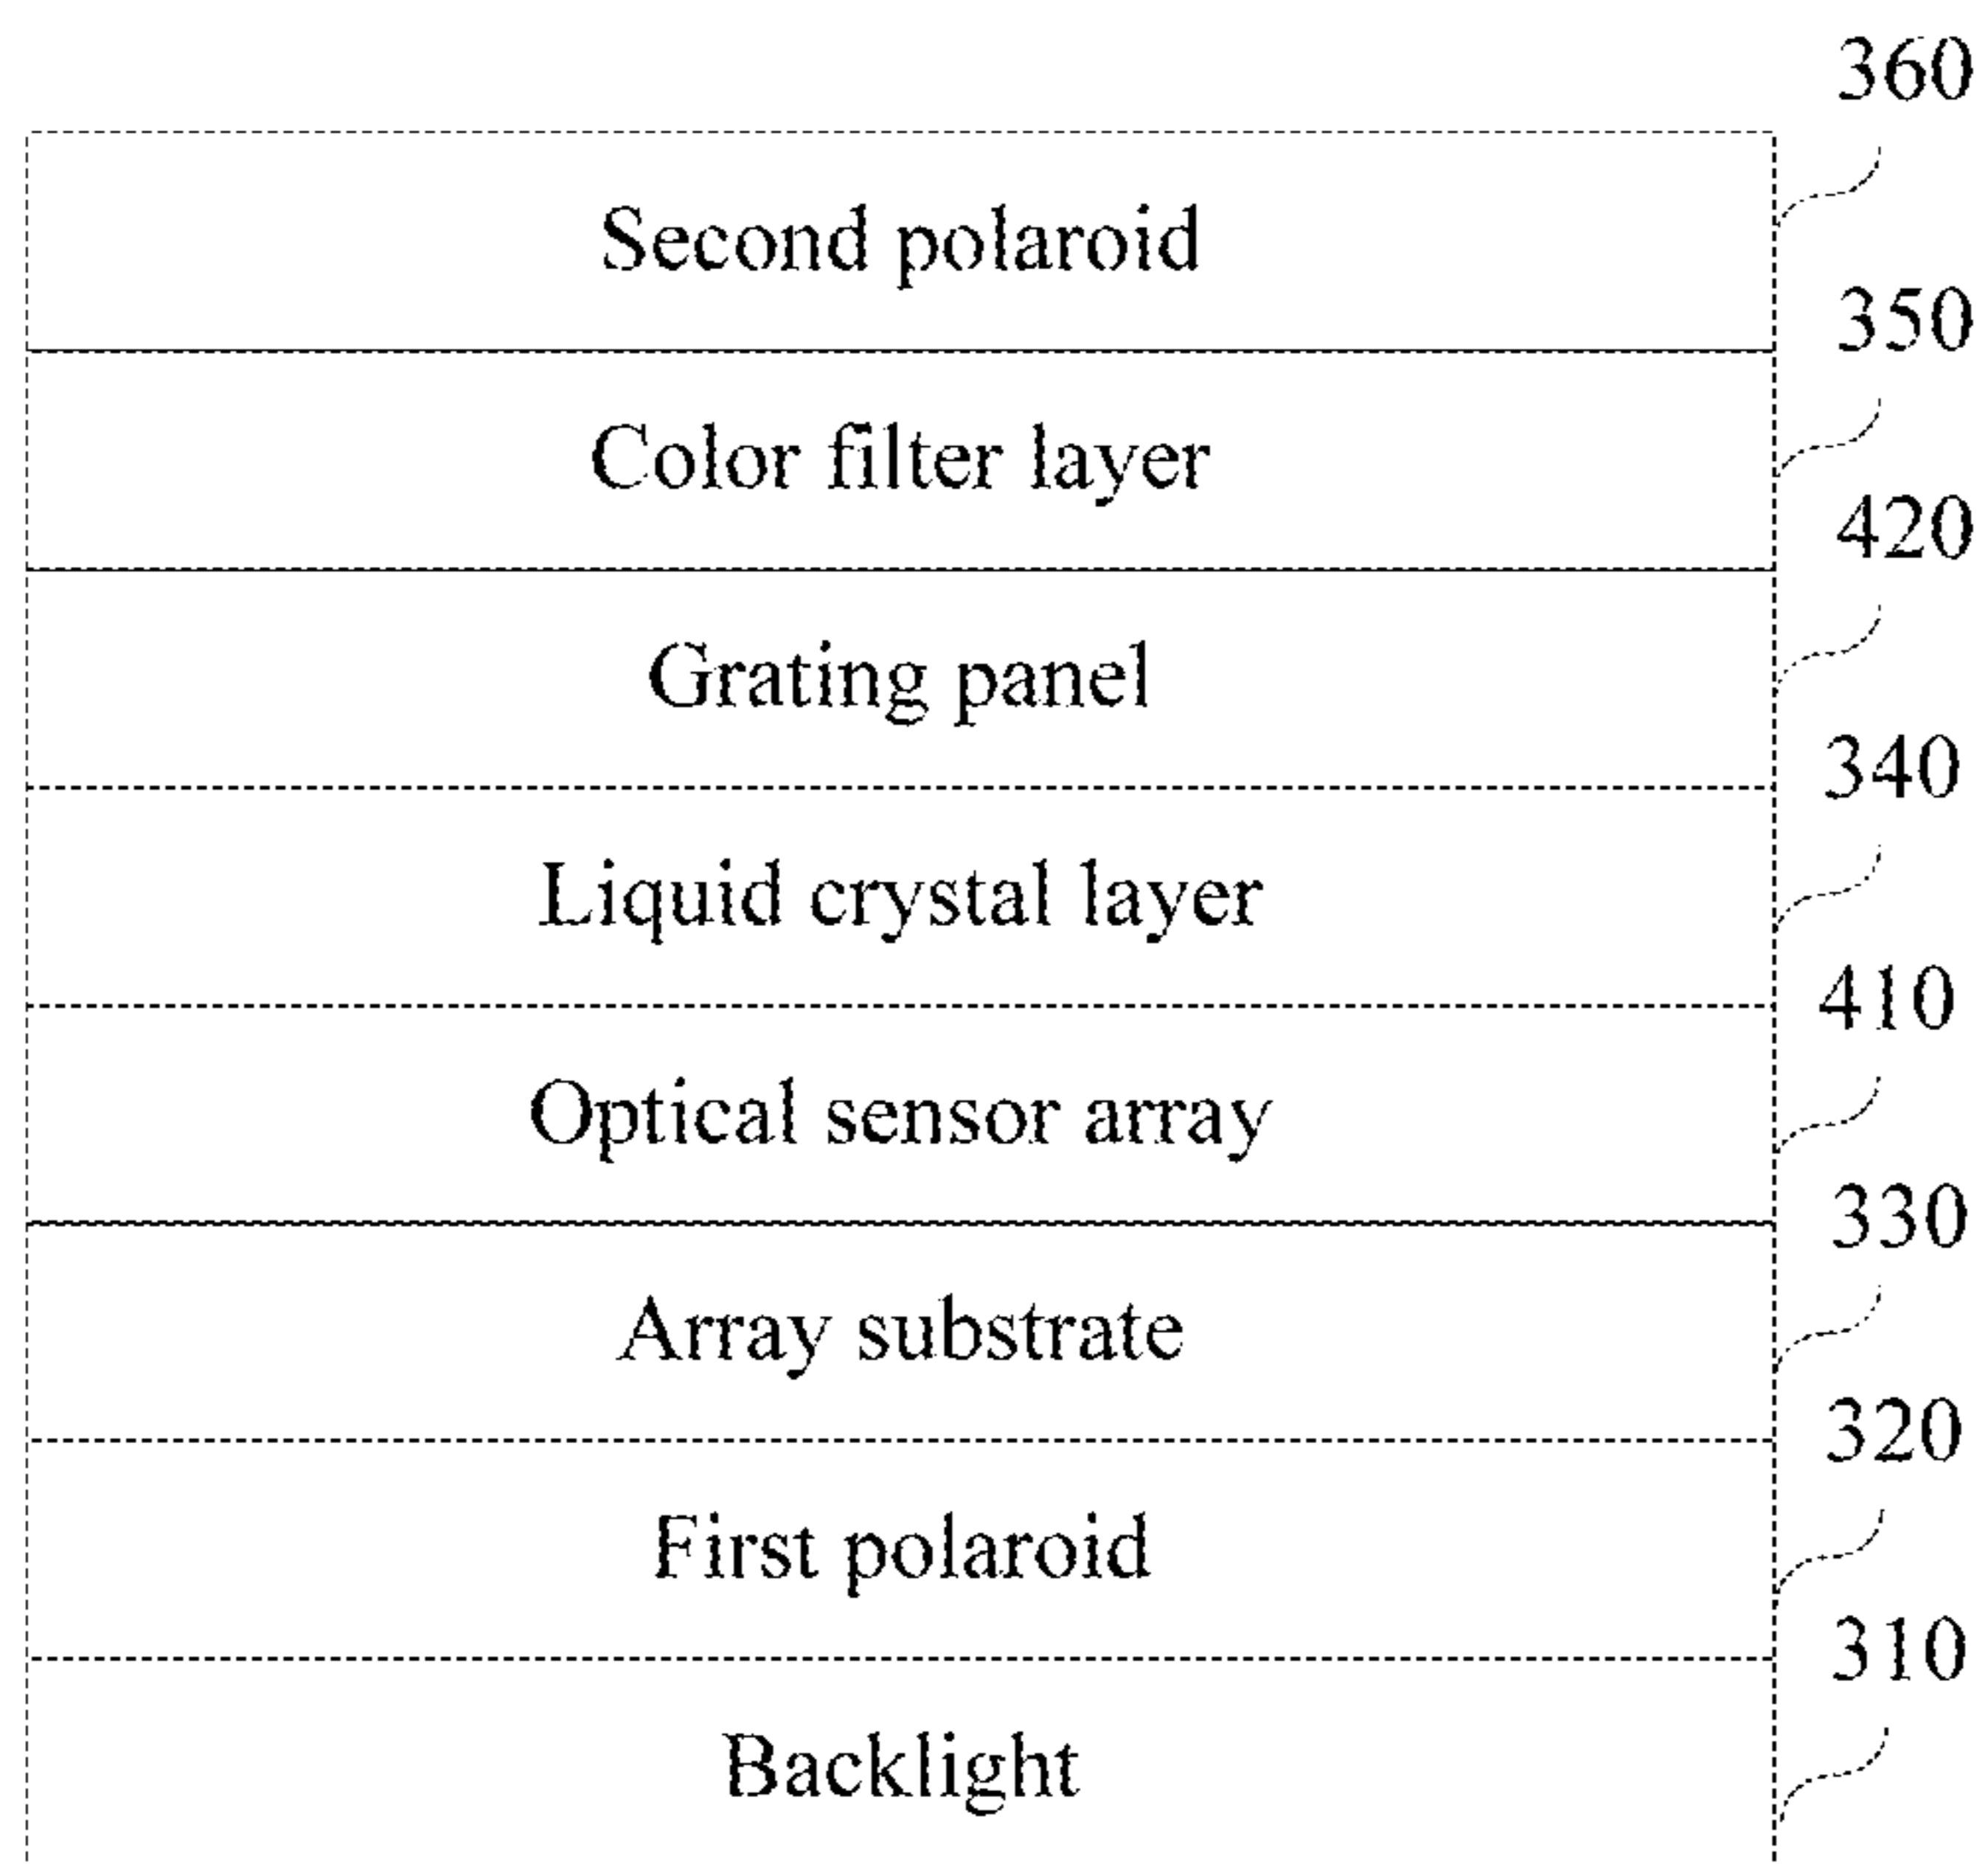 360
Second polaroid
350
Color filter layer
420
Grating panel
340
Liquid crystal layer
410
Optical sensor array
330
Array substrate
320
First polaroid
310
Backlight